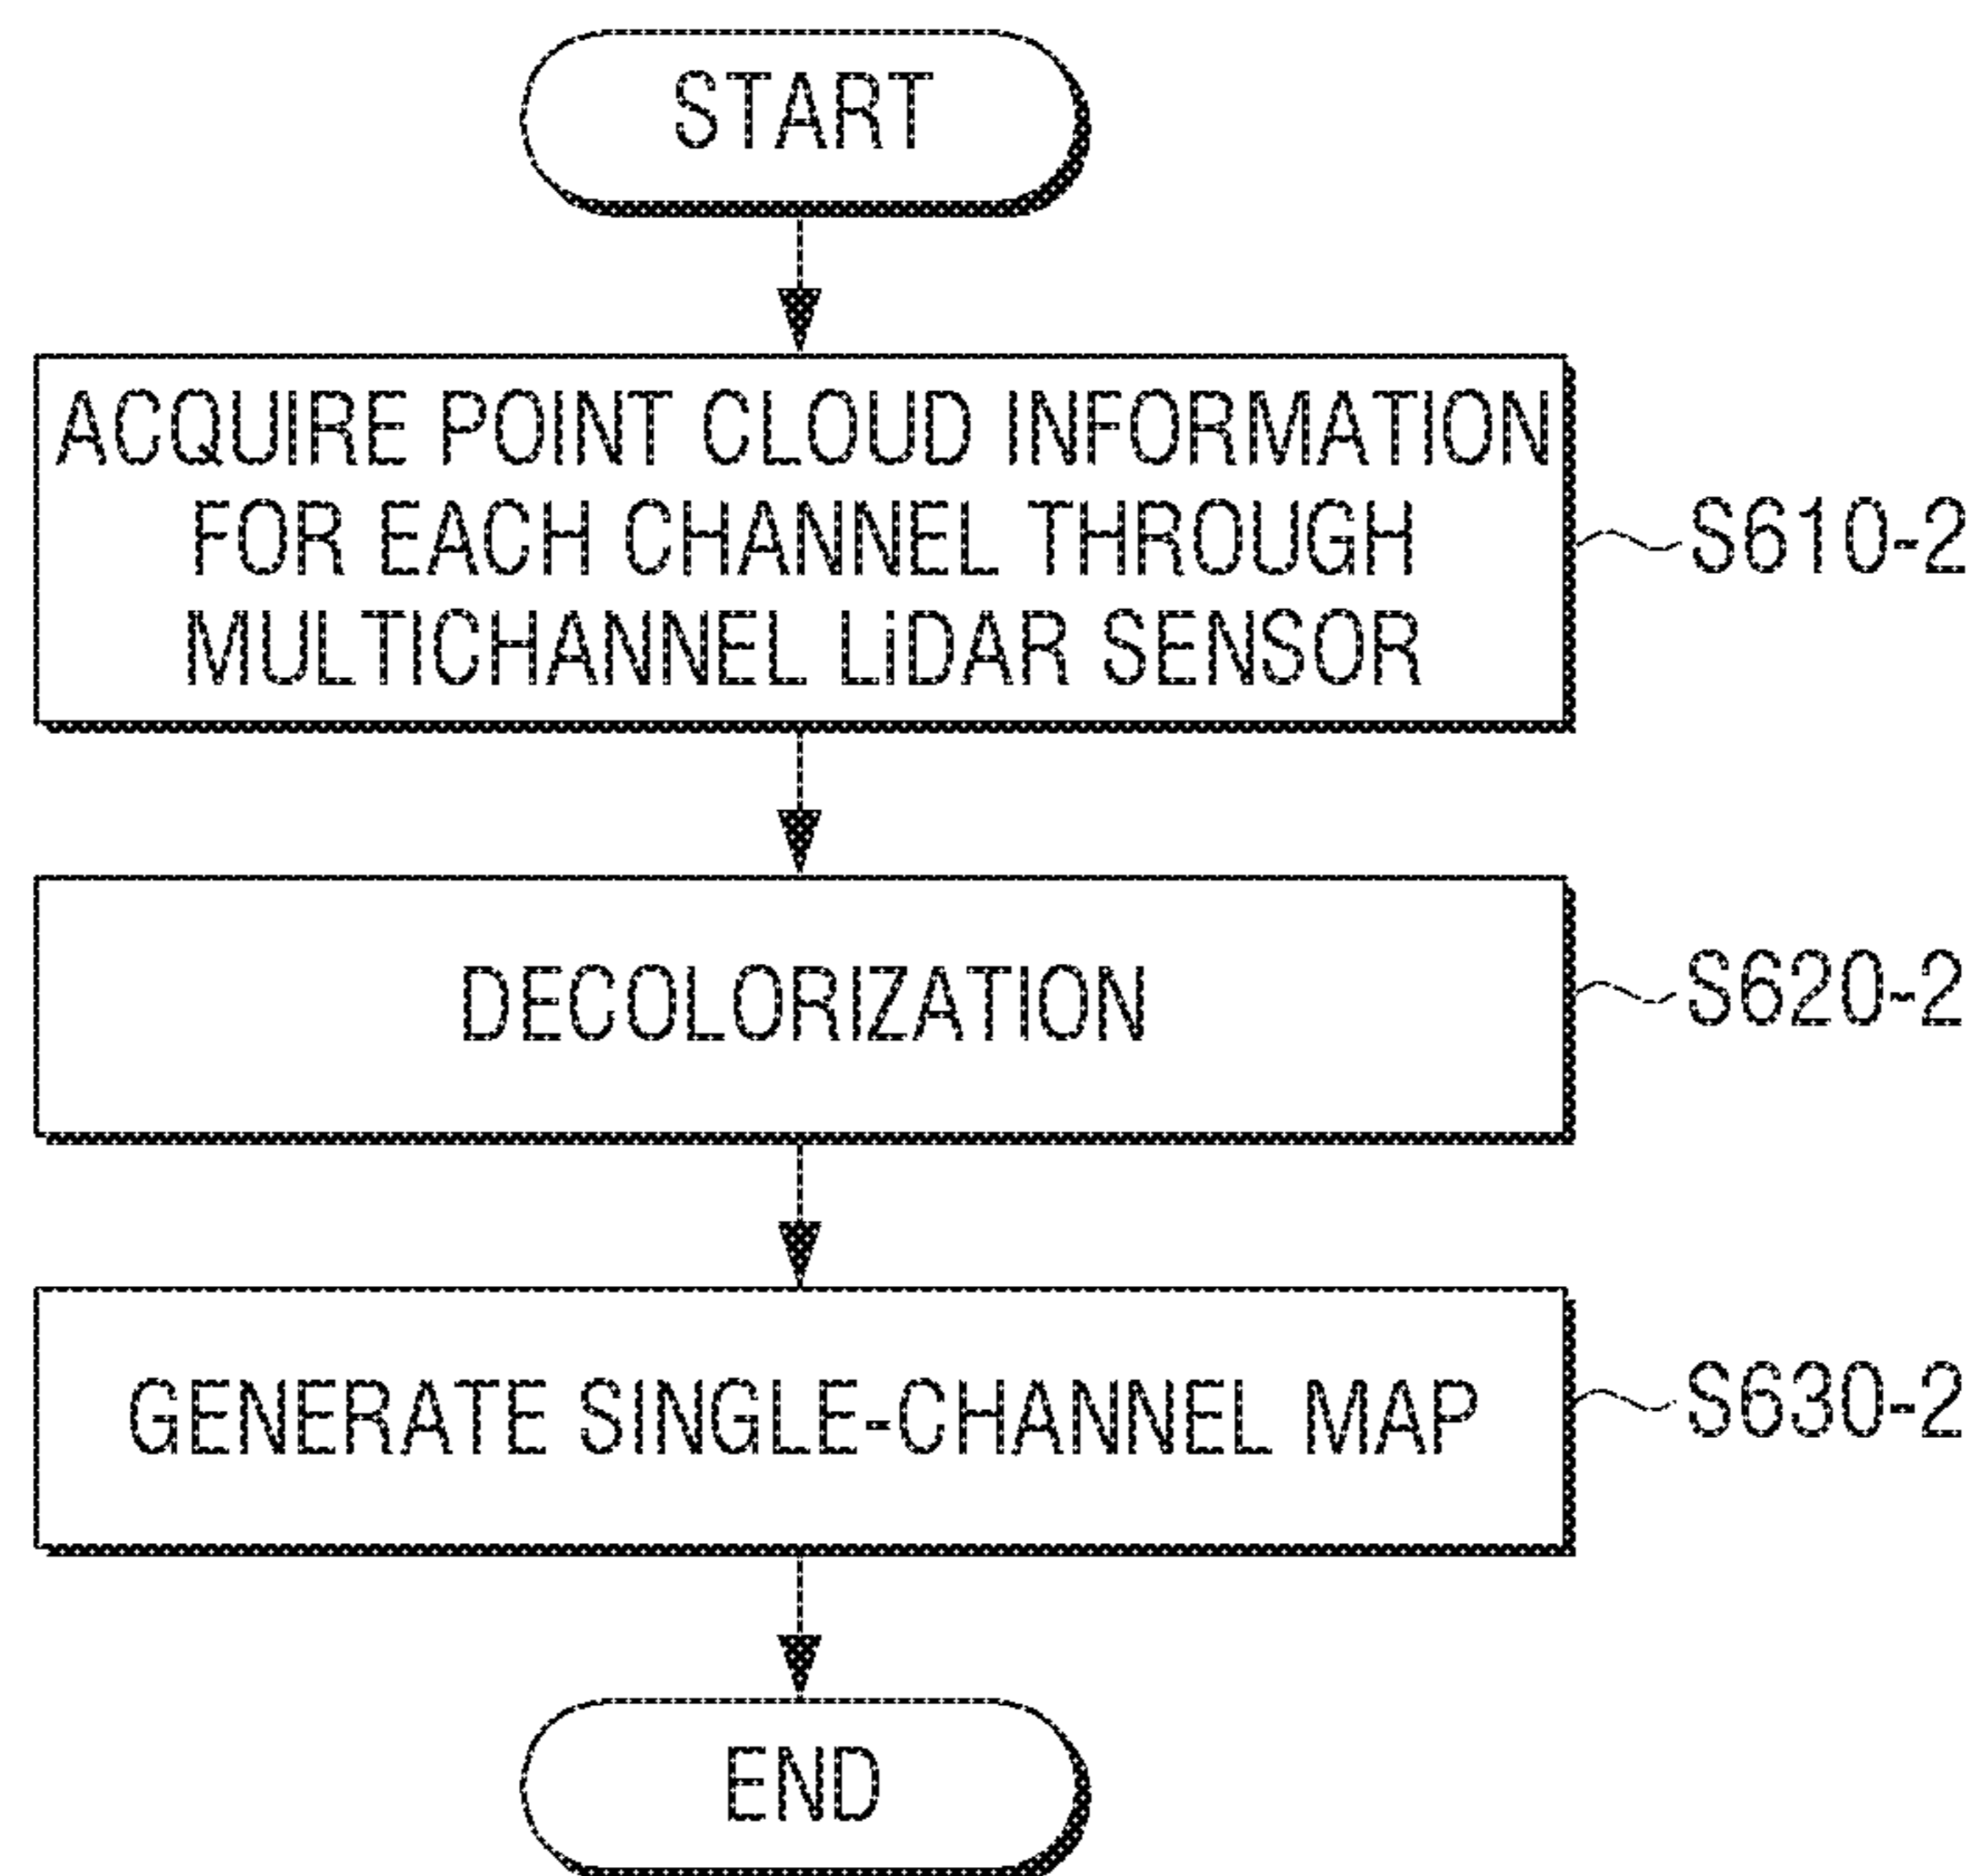 START
ACQUIRE POINT CLOUD INFORMATION
FOR EACH CHANNEL THROUGH
MULTICHANNEL LiDAR SENSOR
S610-2
DECOLORIZATION
S620-2
GENERATE SINGLE-CHANNEL MAP
S630-2
END